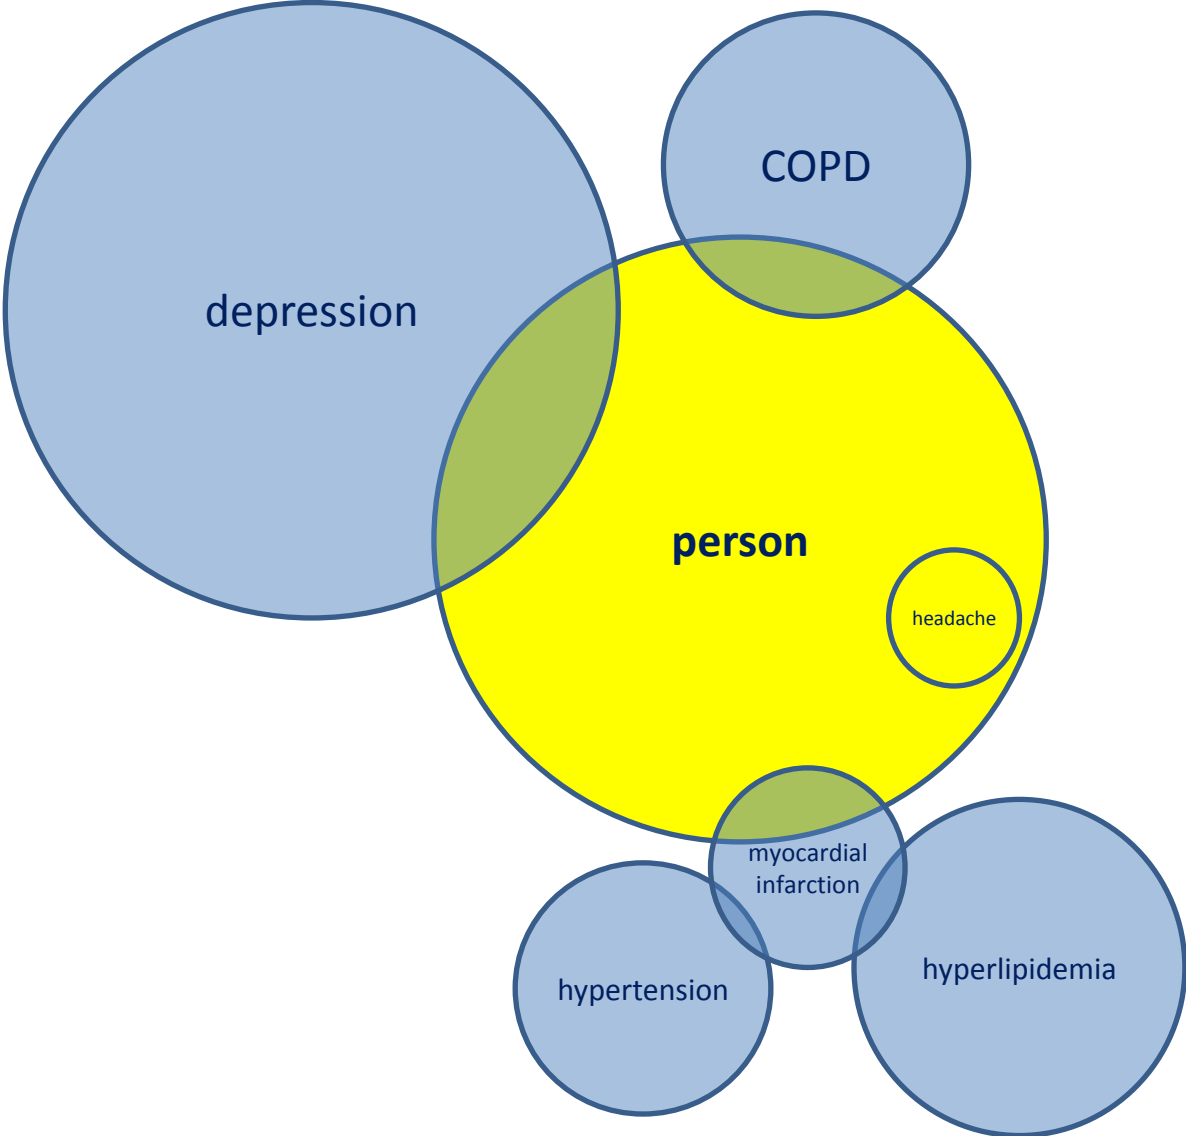 COPD
depression
person
headache
myocardial
infarction
hyperlipidemia
hypertension